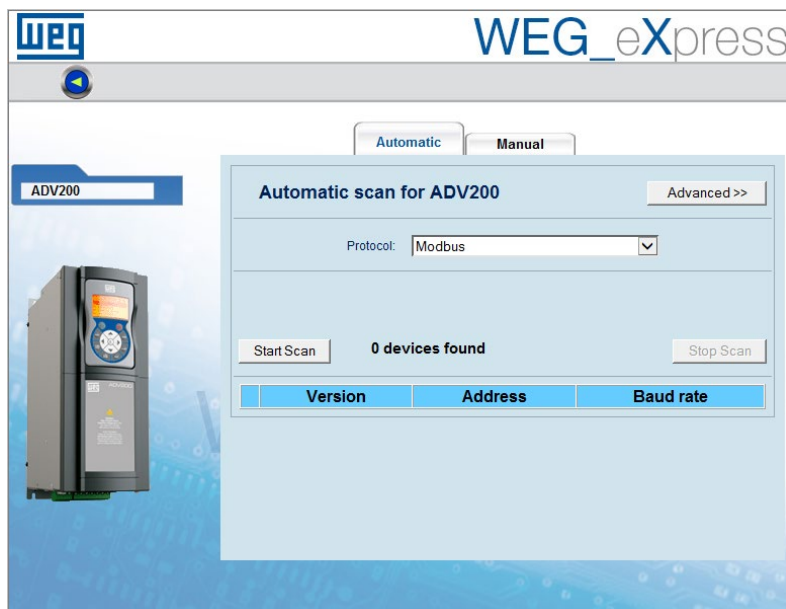 weg
WEG_eXpress
Automatic Manual
ADV200
Automatic scan for ADV200 Advanced >>
Protocol: Modbus
Start Scan 0 devices found Stop Scan
Version Address Baud rate